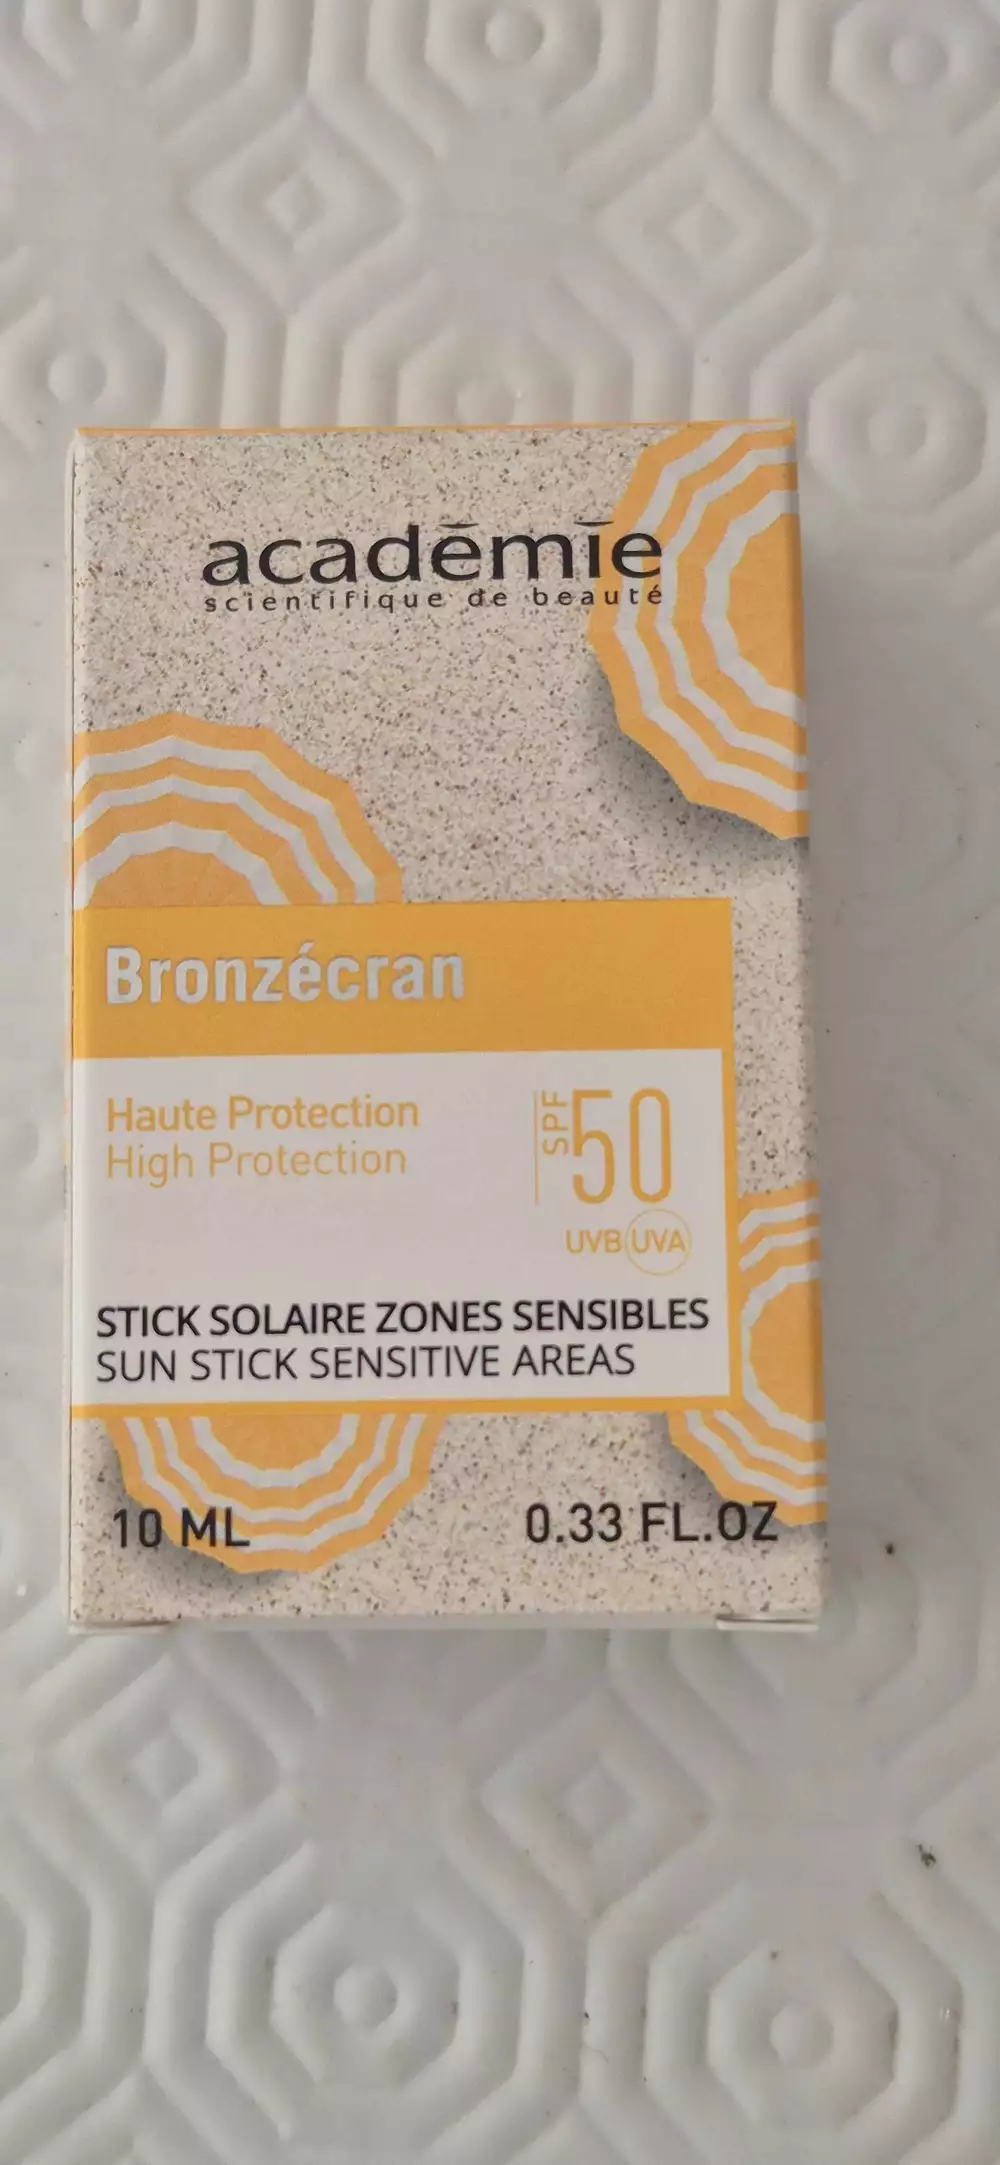 acadēmīe
scientifique de beauté
Bronzécran
Haute Protection
High Protection
SPF 50
UVB UVA
STICK SOLAIRE ZONES SENSIBLES
SUN STICK SENSITIVE AREAS
10 ML 0.33 FL.OZ